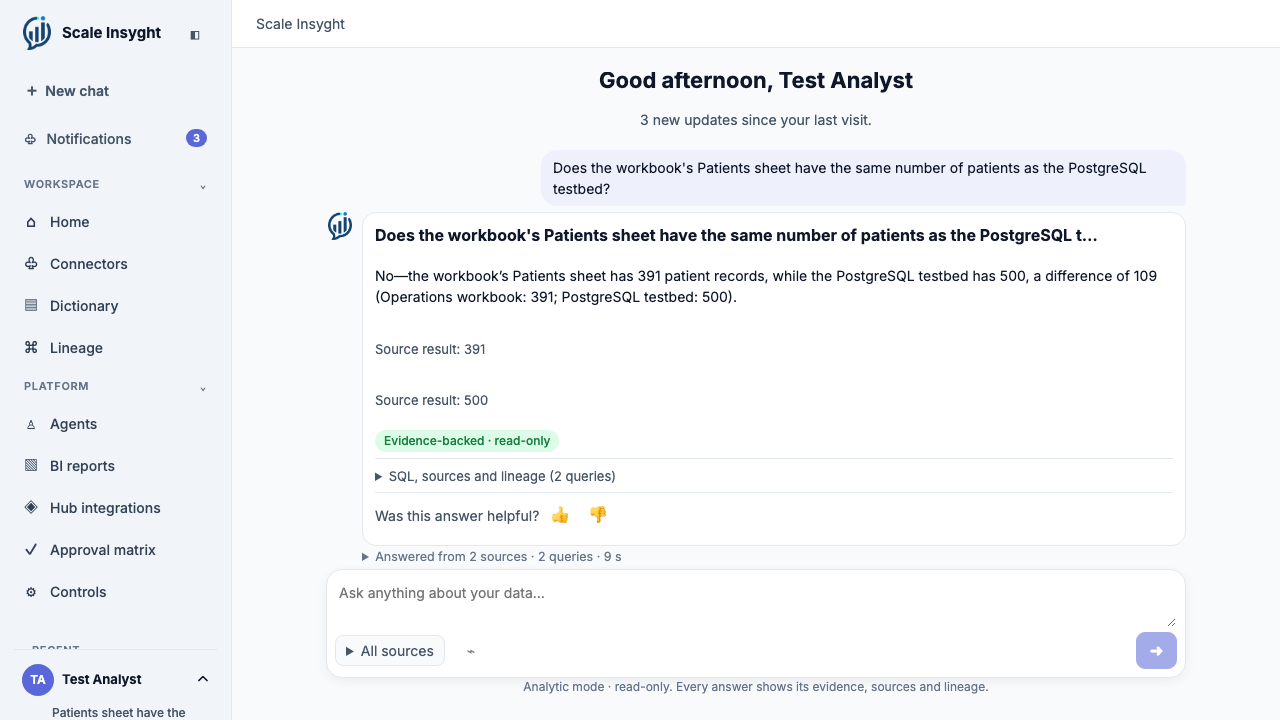 Scale Insyght
New chat
Notifications
3
WORKSPACE
Home
Connectors
Dictionary
Lineage
PLATFORM
Agents
BI reports
Hub integrations
Approval matrix
Controls
RECENT
TA
Test Analyst
Patients sheet have the
Scale Insyght
Good afternoon, Test Analyst
3 new updates since your last visit.
Does the workbook's Patients sheet have the same number of patients as the PostgreSQL
testbed?
Does the workbook's Patients sheet have the same number of patients as the PostgreSQL t...
No—the workbook’s Patients sheet has 391 patient records, while the PostgreSQL testbed has 500, a difference of 109
(Operations workbook: 391; PostgreSQL testbed: 500).
Source result: 391
Source result: 500
Evidence-backed · read-only
SQL, sources and lineage (2 queries)
Was this answer helpful?
Answered from 2 sources · 2 queries · 9 s
Ask anything about your data...
All sources
Analytic mode · read-only. Every answer shows its evidence, sources and lineage.